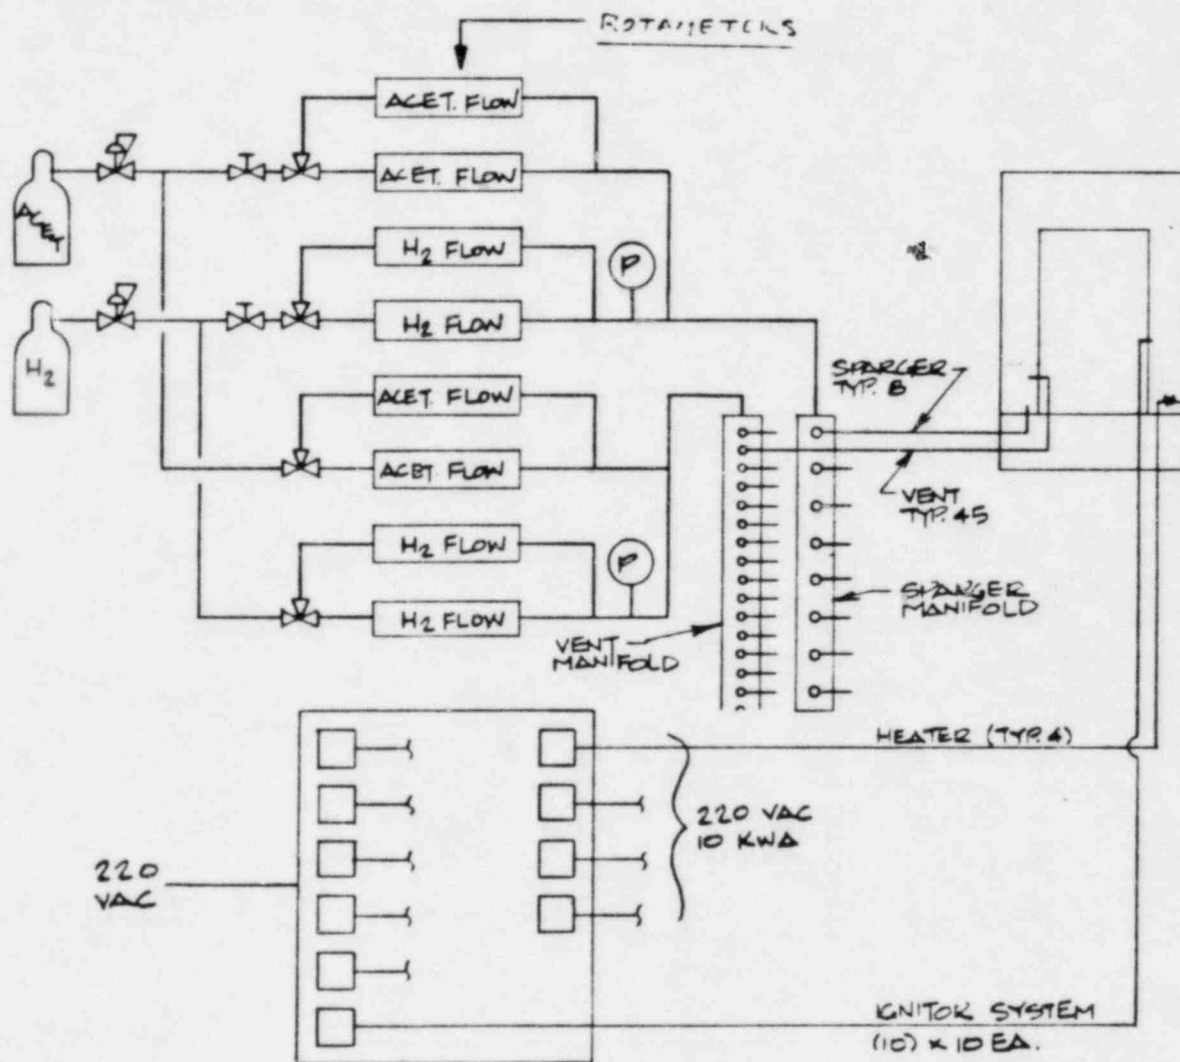 ROTAMETERS
ACET. FLOW
ACET. FLOW
ACET
H2 FLOW
P
H2 FLOW
H2
ACET. FLOW
SPARGER
TYP. 8
ACET. FLOW
VENT
TYP. 45
H2 FLOW
P
SPARGER
MANIFOLD
H2 FLOW
VENT
MANIFOLD
HEATER (TYP. 4)
220 VAC
10 KWA
220
VAC
IGNITOR SYSTEM
(10) x 10 EA.